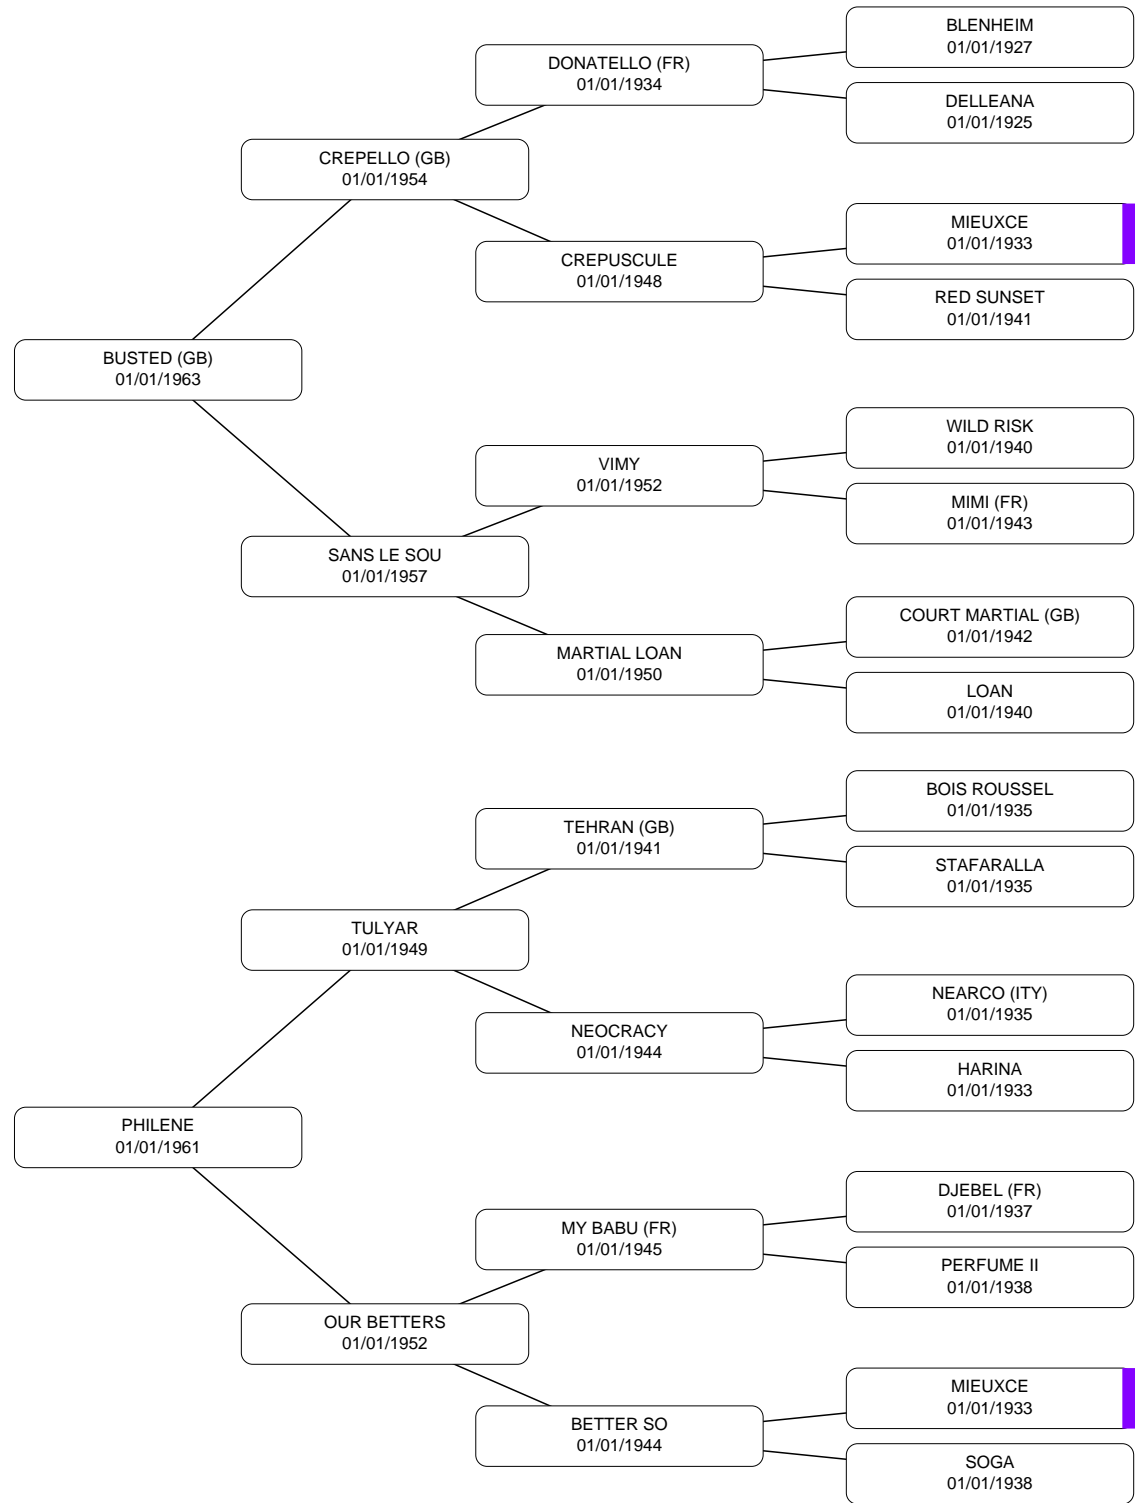 BLENHEIM
01/01/1927
DONATELLO (FR)
01/01/1934
DELLEANA
01/01/1925
CREPELLO (GB)
01/01/1954
MIEUXCE
01/01/1933
CREPUSCULE
01/01/1948
RED SUNSET
01/01/1941
BUSTED (GB)
01/01/1963
WILD RISK
01/01/1940
VIMY
01/01/1952
MIMI (FR)
01/01/1943
SANS LE SOU
01/01/1957
COURT MARTIAL (GB)
01/01/1942
MARTIAL LOAN
01/01/1950
LOAN
01/01/1940
BOIS ROUSSEL
01/01/1935
TEHRAN (GB)
01/01/1941
STAFARALLA
01/01/1935
TULYAR
01/01/1949
NEARCO (ITY)
01/01/1935
NEOCRACY
01/01/1944
HARINA
01/01/1933
PHILENE
01/01/1961
DJEBEL (FR)
01/01/1937
MY BABU (FR)
01/01/1945
PERFUME II
01/01/1938
OUR BETTERS
01/01/1952
MIEUXCE
01/01/1933
BETTER SO
01/01/1944
SOGA
01/01/1938